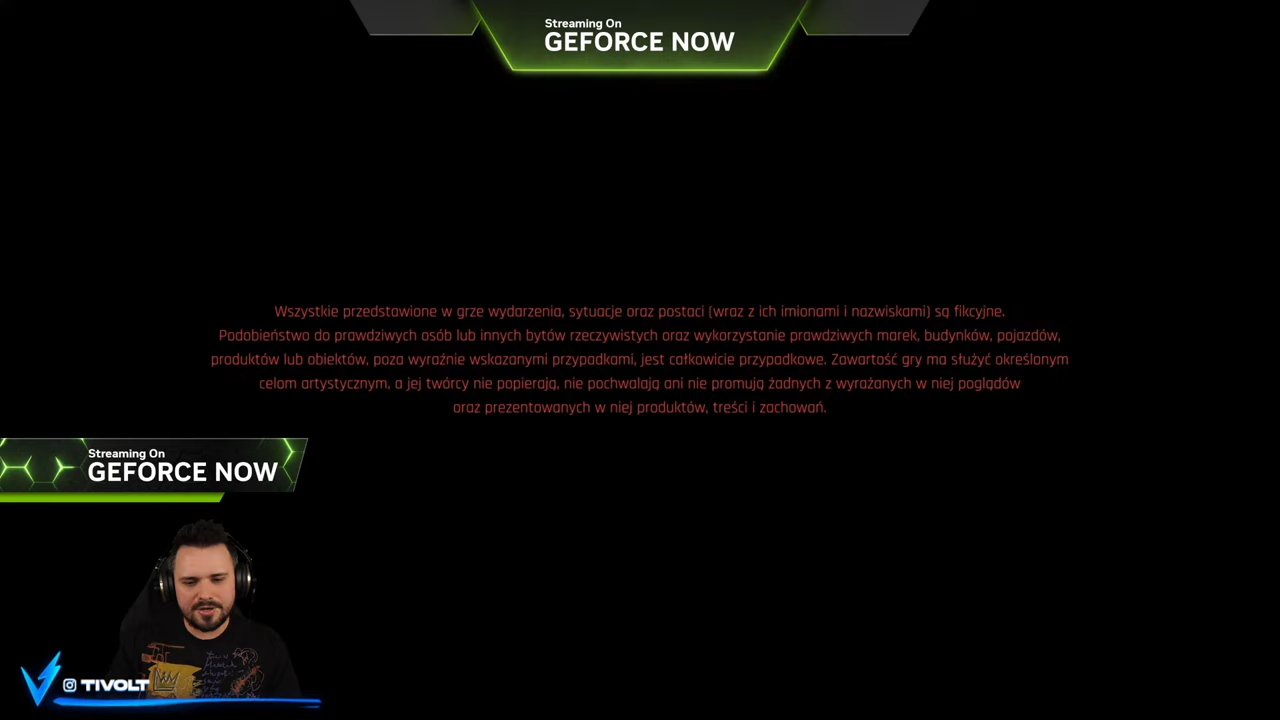 Streaming On
GEFORCE NOW
Wszystkie przedstawione w grze wydarzenia, sytuacje oraz postaci (wraz z ich imionami i nazwiskami) są fikcyjne.
Podobieństwo do prawdziwych osób lub innych bytów rzeczywistych oraz wykorzystanie prawdziwych marek, budynków, pojazdów,
produktów lub obiektów, poza wyraźnie wskazanymi przypadkami, jest całkowicie przypadkowe. Zawartość gry ma służyć określonym
celom artystycznym, a jej twórcy nie popierają, nie pochwalają ani nie promują żadnych z wyrażanych w niej poglądów
oraz prezentowanych w niej produktów, treści i zachowań.
Streaming On
GEFORCE NOW
TIVOLT